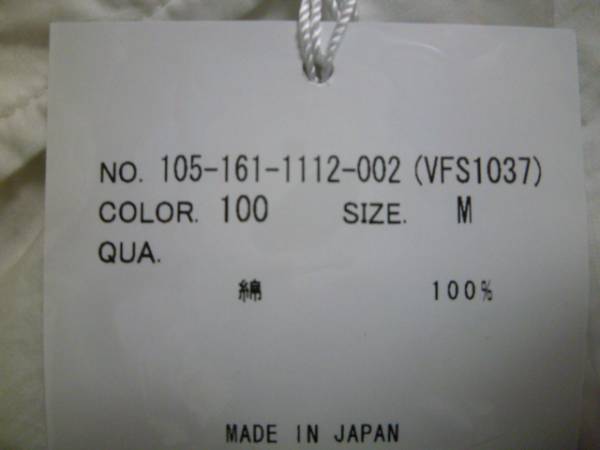 NO. 105-161-1112-002 (VFS1037)
COLOR. 100 SIZE. M
QUA.
綿 100%
MADE IN JAPAN